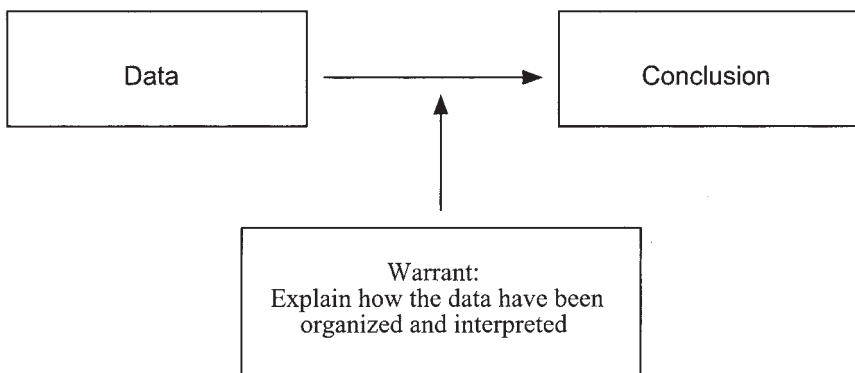 Data
Conclusion
Warrant:
Explain how the data have been
organized and interpreted